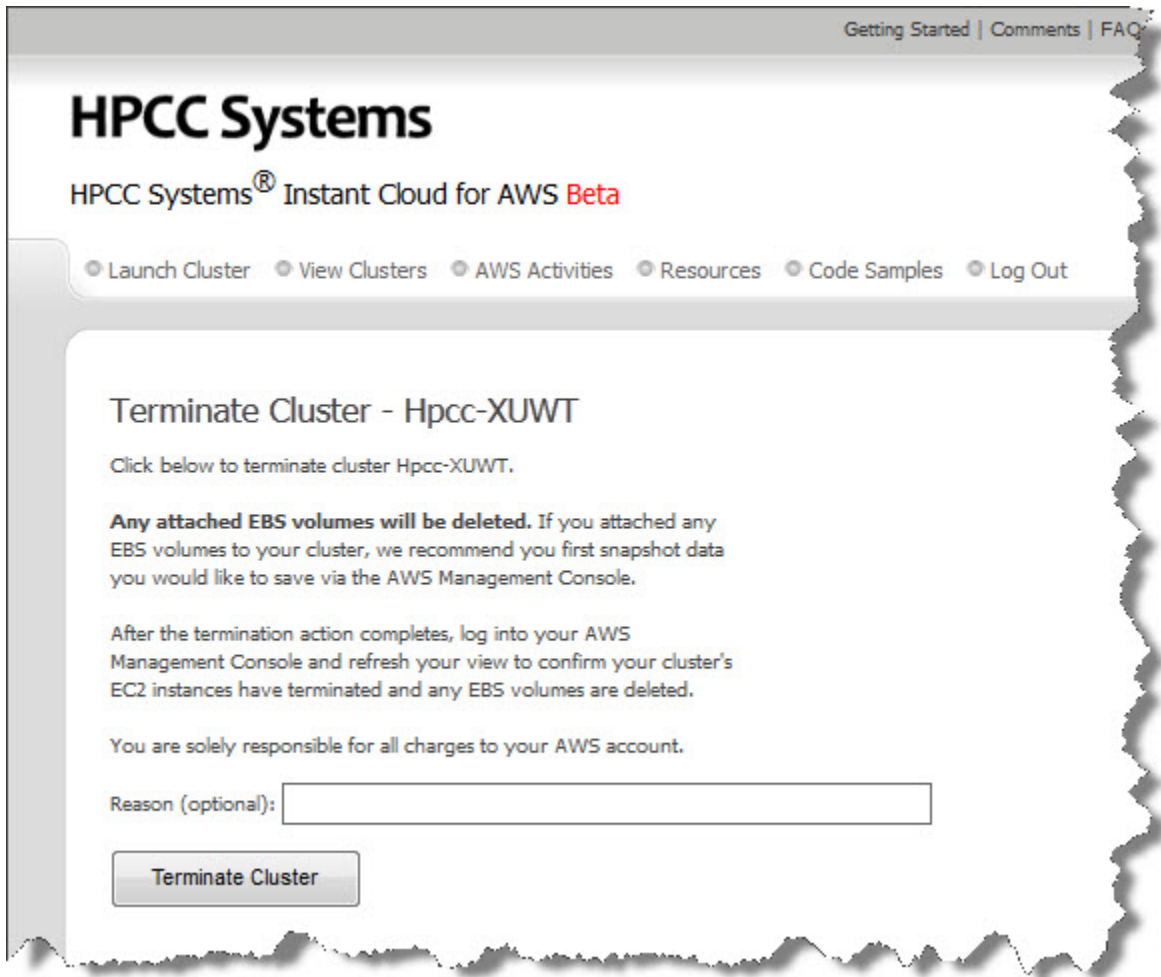 Getting Started | Comments | FAQ
HPCC Systems
HPCC Systems® Instant Cloud for AWS Beta
Launch Cluster View Clusters AWS Activities Resources Code Samples Log Out
Terminate Cluster - Hpcc-XUWT
Click below to terminate cluster Hpcc-XUWT.
Any attached EBS volumes will be deleted. If you attached any
EBS volumes to your cluster, we recommend you first snapshot data
you would like to save via the AWS Management Console.
After the termination action completes, log into your AWS
Management Console and refresh your view to confirm your cluster's
EC2 instances have terminated and any EBS volumes are deleted.
You are solely responsible for all charges to your AWS account.
Reason (optional):
Terminate Cluster